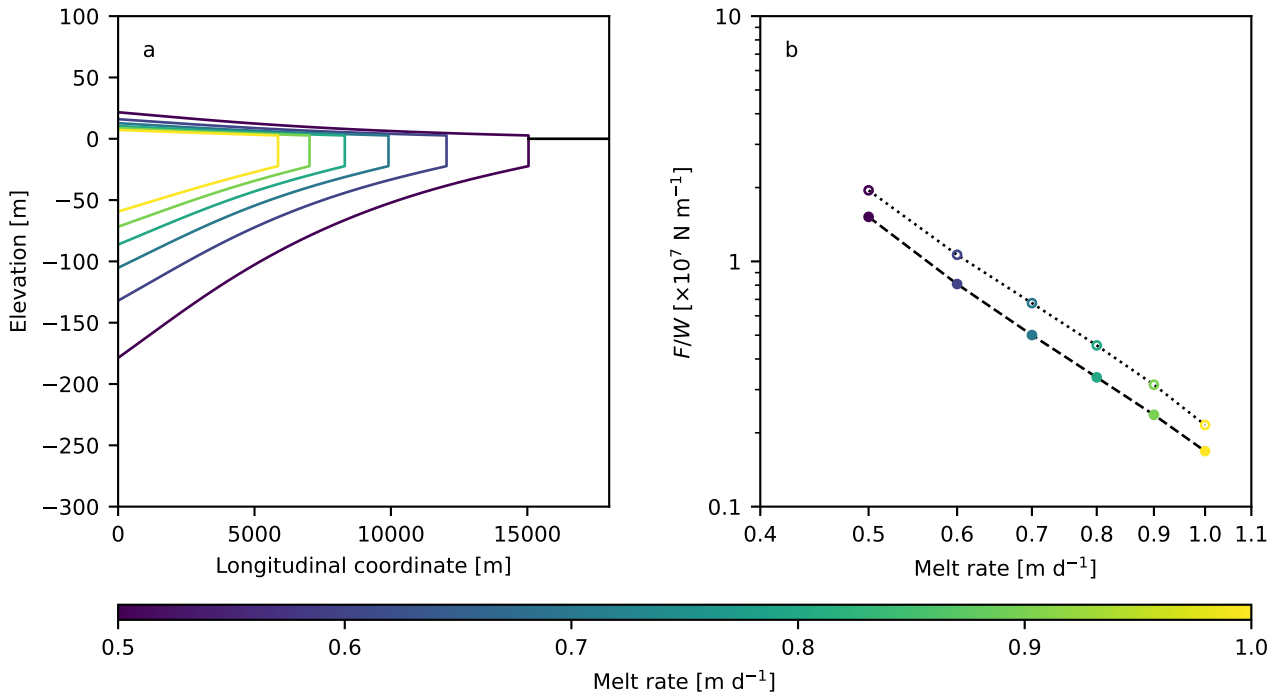 a
100
50
0
−50
−100
−150
−200
−250
−300
Elevation [m]
0 5000 10000 15000
Longitudinal coordinate [m]
b
10
1
0.1
F/W [×10⁷ N m⁻¹]
0.4 0.5 0.6 0.7 0.8 0.9 1.0 1.1
Melt rate [m d⁻¹]
0.5 0.6 0.7 0.8 0.9 1.0
Melt rate [m d⁻¹]